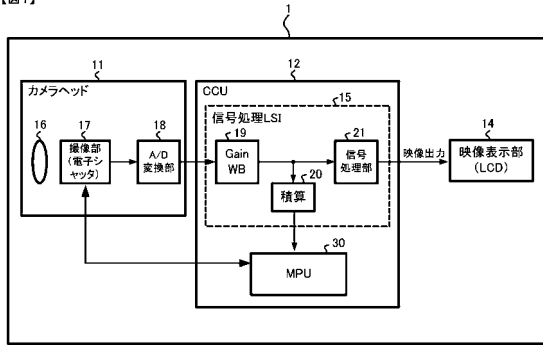 【図1】
1
11
12
カメラヘッド
CCU
15
信号処理LSI
14
16
17
18
19
21
撮像部
(電子シ
ャッタ)
A/D
変換部
Gain
WB
信号
処理部
映像出力
映像表示部
(LCD)
20
積算
30
MPU